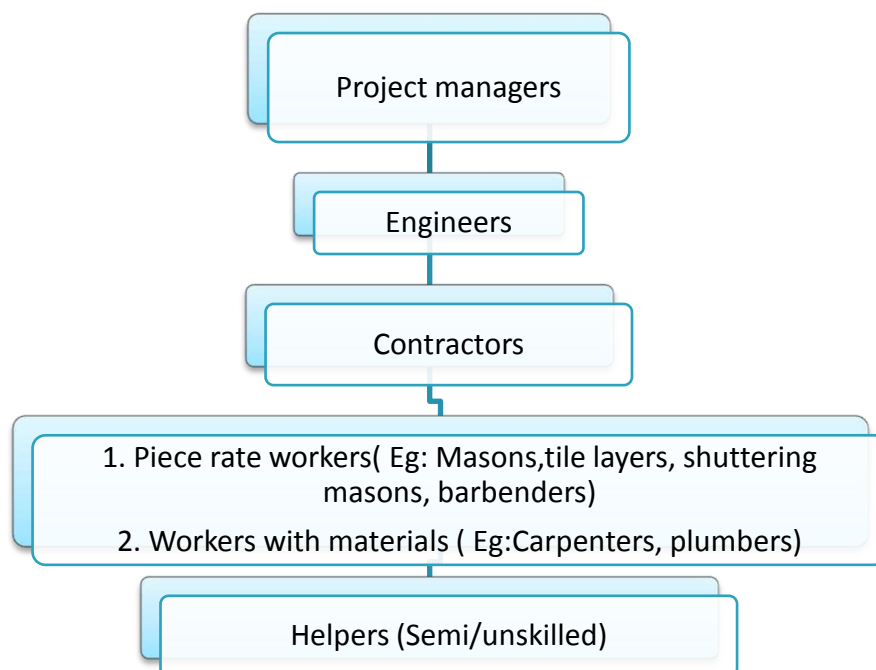 Project managers
Engineers
Contractors
1. Piece rate workers( Eg: Masons,tile layers, shuttering
masons, barbenders)
2. Workers with materials ( Eg:Carpenters, plumbers)
Helpers (Semi/unskilled)